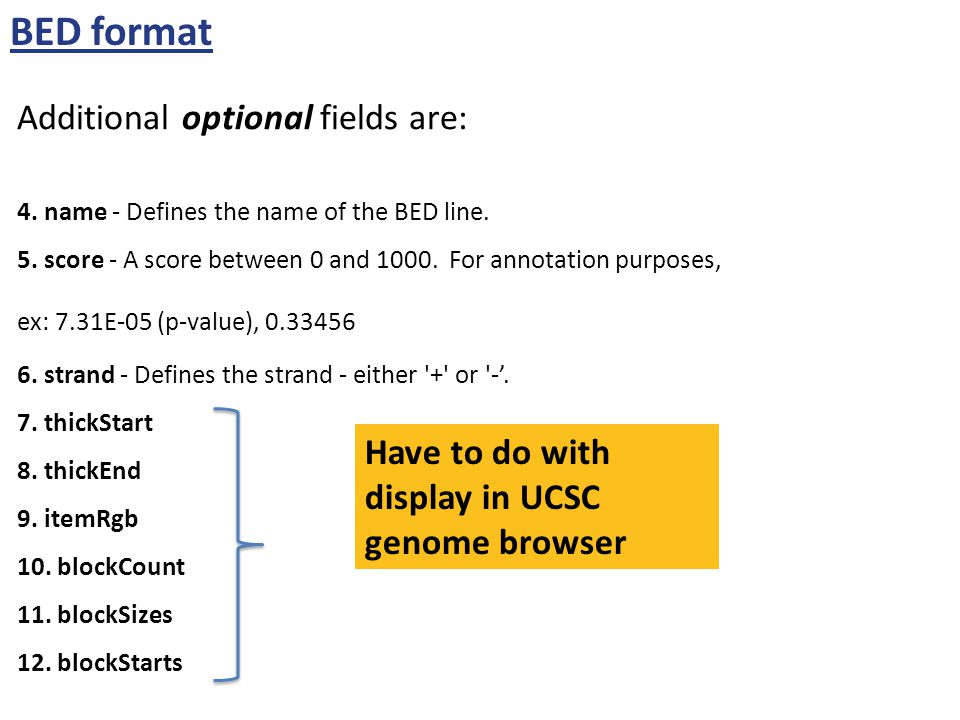 BED format
Additional optional fields are:
4. name - Defines the name of the BED line.
5. score - A score between 0 and 1000. For annotation purposes,
ex: 7.31E-05 (p-value), 0.33456
6. strand - Defines the strand - either '+' or '-’.
7. thickStart
8. thickEnd
9. itemRgb
10. blockCount
11. blockSizes
12. blockStarts
Have to do with
display in UCSC
genome browser